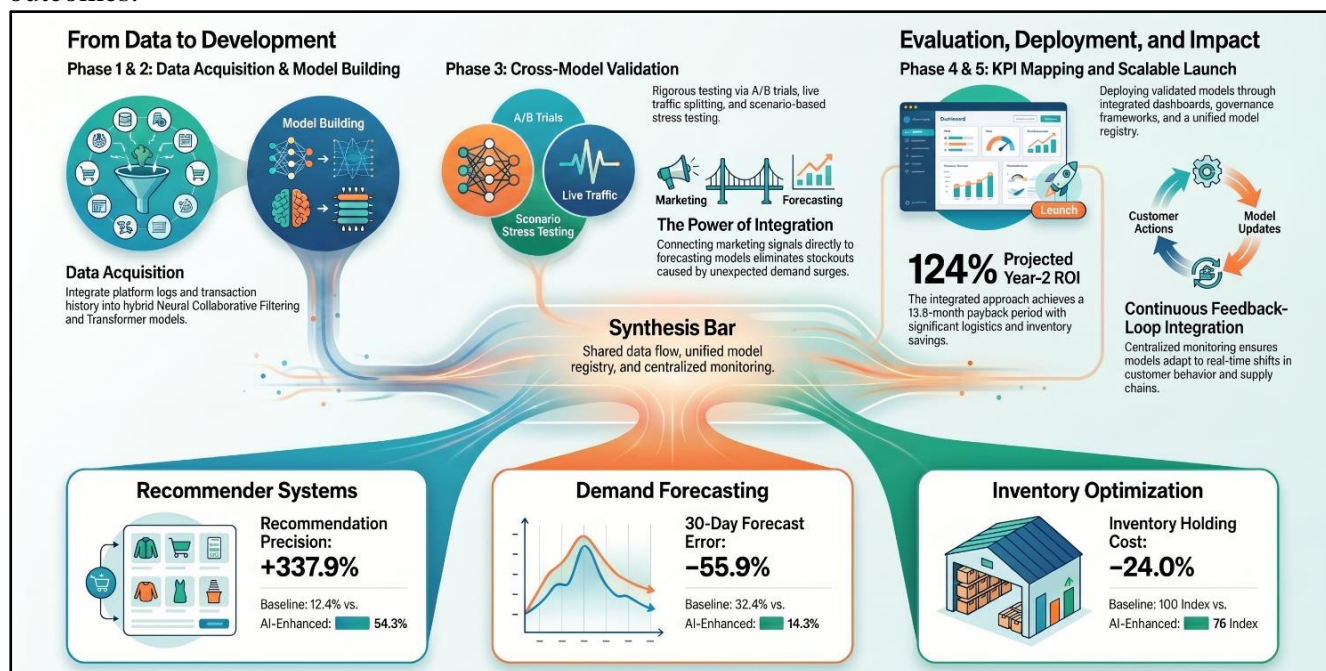 outcomes.
From Data to Development
Phase 1 & 2: Data Acquisition & Model Building
Model Building
Data Acquisition
Integrate platform logs and transaction
history into hybrid Neural Collaborative Filtering
and Transformer models.
Phase 3: Cross-Model Validation
A/B Trials
Live Traffic
Sconario
Stress Testing
Rigorous testing via A/B trials, live
traffic splitting, and scenario-based
stress testing.
Marketing
Forecasting
The Power of Integration
Connecting marketing signals directly to
forecasting models eliminates stockouts
caused by unexpected demand surges.
Evaluation, Deployment, and Impact
Phase 4 & 5: KPI Mapping and Scalable Launch
Dashboard
Launch
Deploying validated models through
integrated dashboards, governance
frameworks, and a unified model
registry.
Customer
Actions
Model
Updates
124% Projected
Year-2 ROI
The integrated approach achieves a
13.8-month payback period with
significant logistics and inventory
savings.
Continuous Feedback-
Loop Integration
Centralized monitoring ensures
models adapt to real-time shifts in
customer behavior and supply
chains.
Synthesis Bar
Shared data flow, unified model
registry, and centralized monitoring.
Recommender Systems
Recommendation
Precision:
+337.9%
Baseline: 12.4% vs.
AI-Enhanced: 54.3%
Demand Forecasting
30-Day Forecast
Error:
−55.9%
Baseline: 32.4% vs.
AI-Enhanced: 14.3%
Inventory Optimization
Inventory Holding
Cost:
−24.0%
Baseline: 100 Index vs.
AI-Enhanced: 76 Index